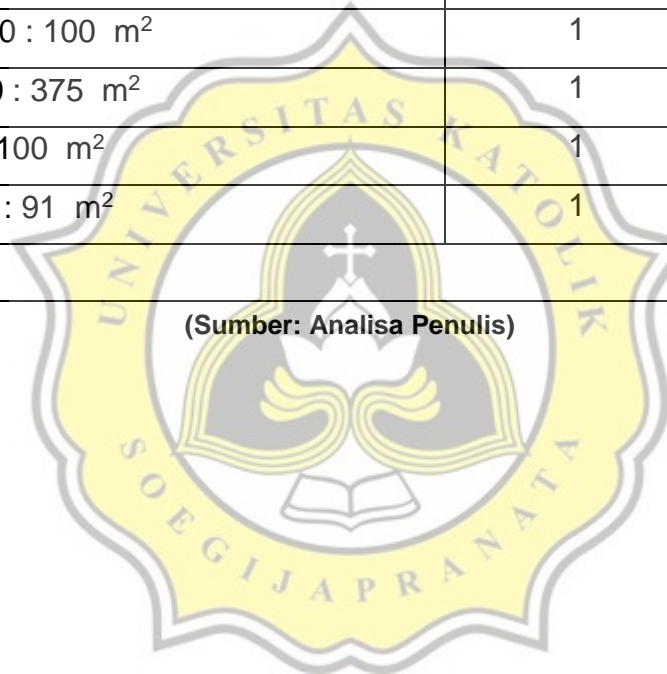 0 : 100 m² 1
0 : 375 m² 1
100 m² 1
: 91 m² 1
(Sumber: Analisa Penulis)
UNIVERSITAS KATOLIK
SOEGIJAPRANATA